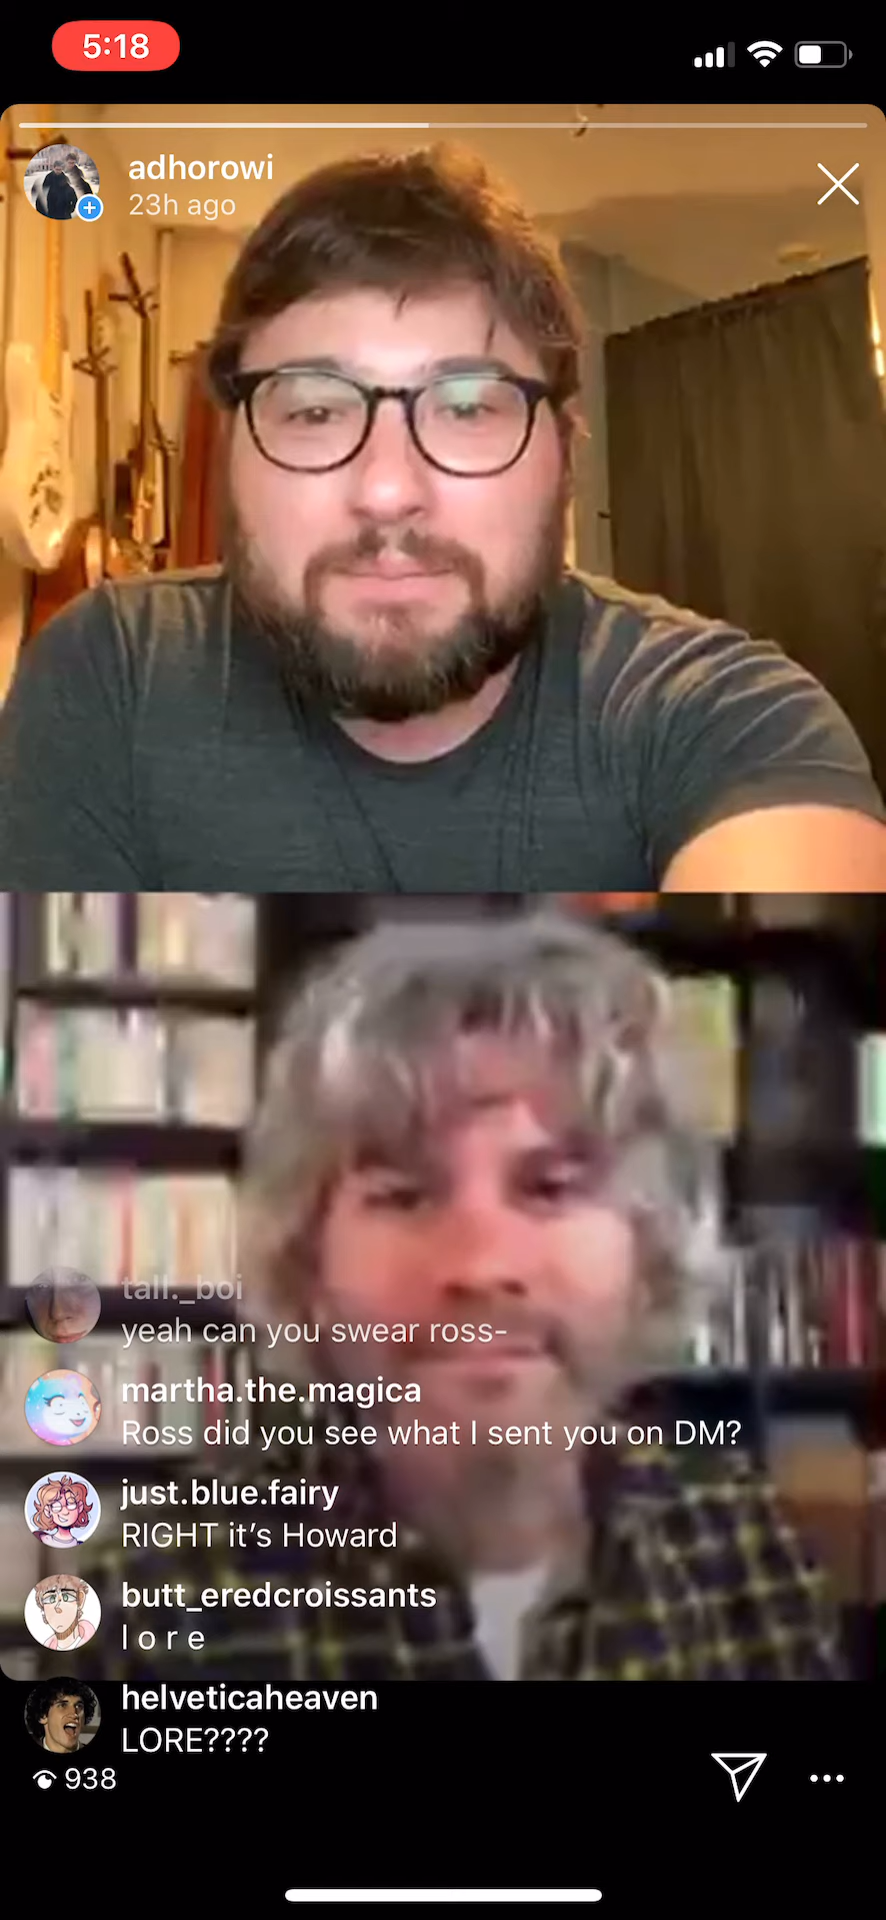 5:18
adhorowi
23h ago
tall._boi
yeah can you swear ross-
martha.the.magica
Ross did you see what I sent you on DM?
just.blue.fairy
RIGHT it's Howard
butt_eredcroissants
l o r e
helveticaheaven
LORE????
938